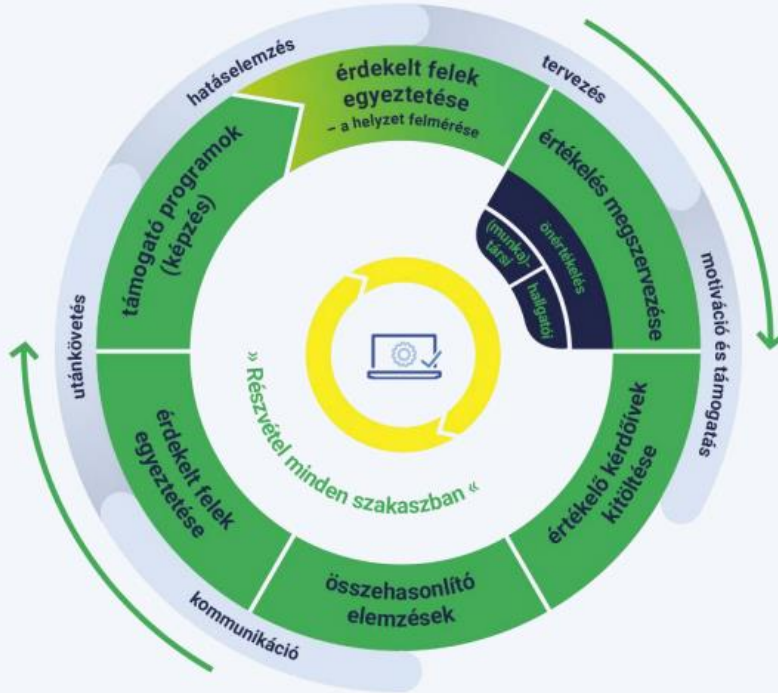 hatáselemzés
tervezés
motiváció és támogatás
kommunikáció
utánkövetés
érdekelt felek
egyeztetése
– a helyzet felmérése
értékelés megszervezése
önértékelés
(munka)-
társi
hallgatói
értékelő kérdőívek
kitöltése
összehasonlító
elemzések
érdekelt felek
egyeztetése
támogató programok
(képzés)
» Részvétel minden szakaszban «